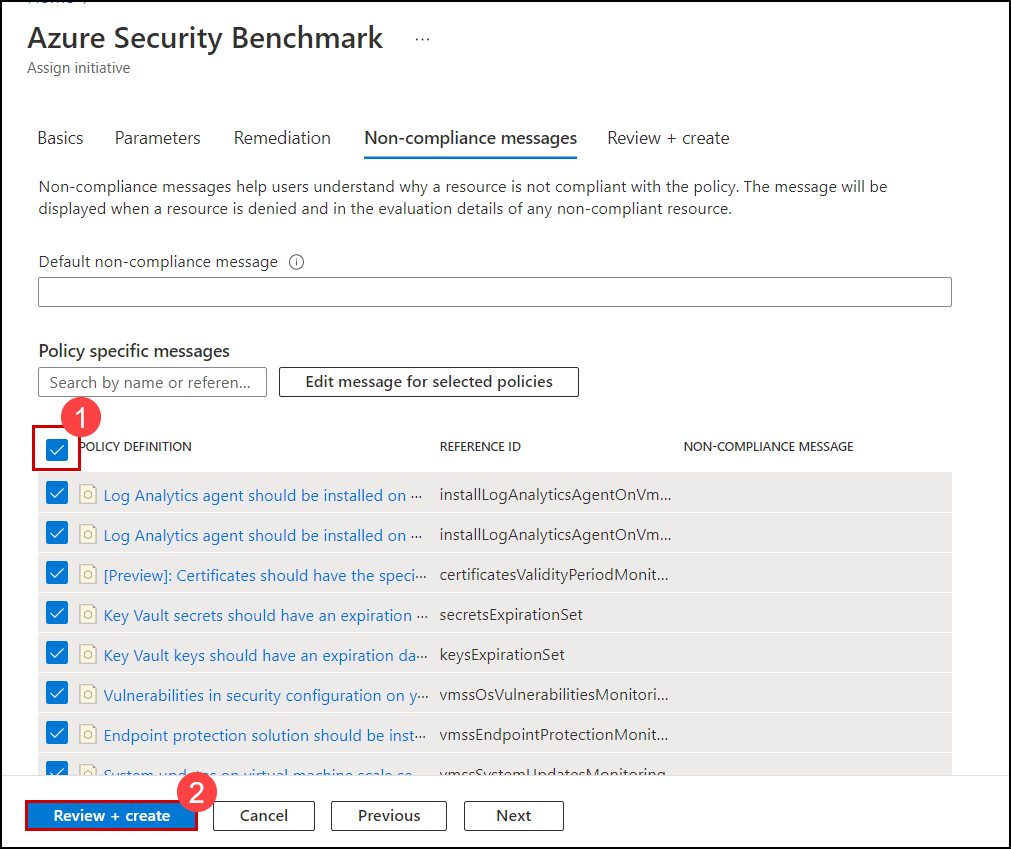 Azure Security Benchmark ...
Assign initiative
Basics Parameters Remediation Non-compliance messages Review + create
Non-compliance messages help users understand why a resource is not compliant with the policy. The message will be
displayed when a resource is denied and in the evaluation details of any non-compliant resource.
Default non-compliance message
Policy specific messages
Search by name or referen... Edit message for selected policies
1
POLICY DEFINITION REFERENCE ID NON-COMPLIANCE MESSAGE
Log Analytics agent should be installed on ... installLogAnalyticsAgentOnVm...
Log Analytics agent should be installed on ... installLogAnalyticsAgentOnVm...
[Preview]: Certificates should have the speci... certificatesValidityPeriodMonit...
Key Vault secrets should have an expiration ... secretsExpirationSet
Key Vault keys should have an expiration da... keysExpirationSet
Vulnerabilities in security configuration on y... vmssOsVulnerabilitiesMonitori...
Endpoint protection solution should be inst... vmssEndpointProtectionMonit...
System updates on virtual machine scale se... vmssSystemUpdatesMonitoring
2
Review + create Cancel Previous Next